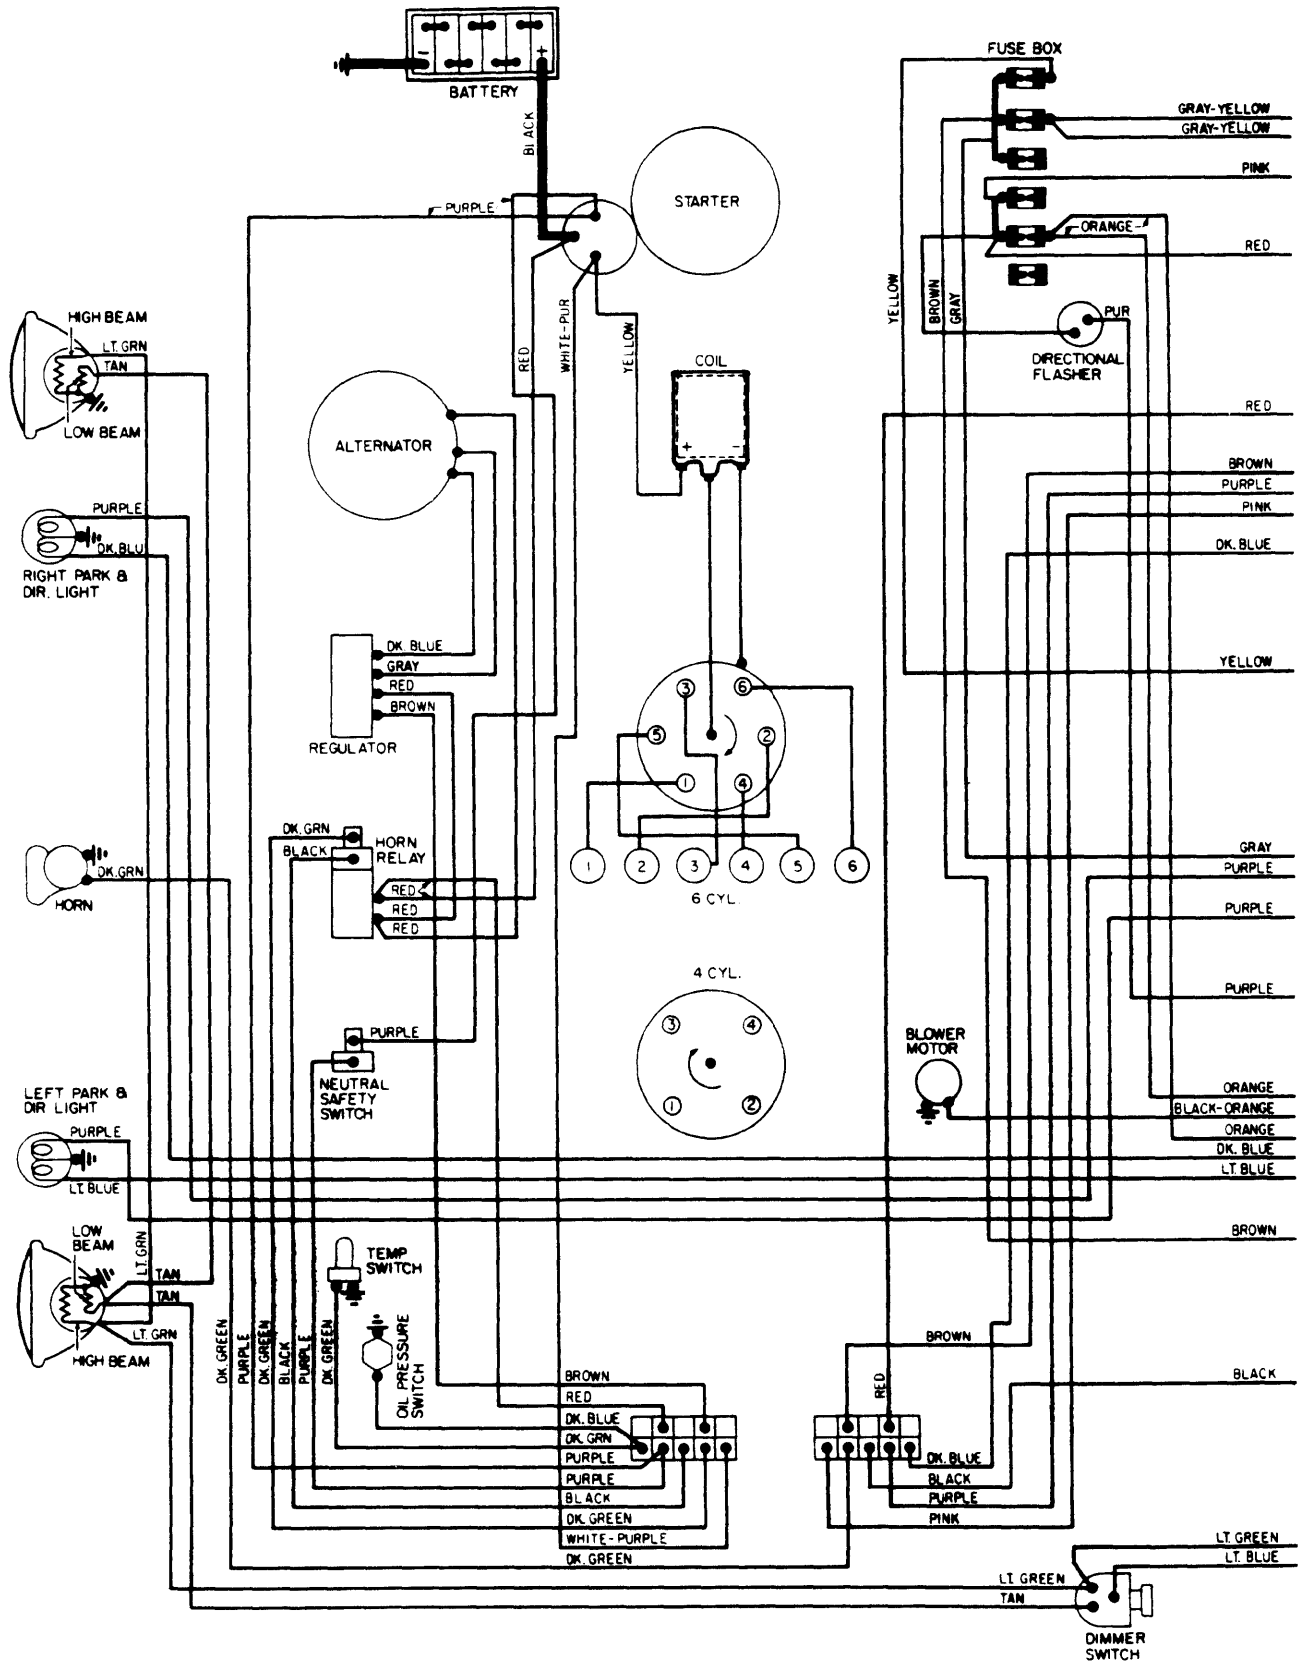 BATTERY
−
+
BLACK
STARTER
PURPLE
FUSE BOX
GRAY-YELLOW
GRAY-YELLOW
PINK
ORANGE
RED
YELLOW
BROWN
GRAY
PUR
DIRECTIONAL
FLASHER
HIGH BEAM
LT. GRN
TAN
LOW BEAM
RED
WHITE-PUR
YELLOW
COIL
+
-
ALTERNATOR
RED
BROWN
PURPLE
PINK
DK. BLUE
PURPLE
DK. BLU
RIGHT PARK &
DIR. LIGHT
DK. BLUE
GRAY
RED
BROWN
REGULATOR
YELLOW
3
6
5
2
1
4
DK. GRN
BLACK
HORN
RELAY
RED
RED
RED
1
2
3
4
5
6
6 CYL.
GRAY
PURPLE
PURPLE
PURPLE
DK. GRN
HORN
4 CYL.
3
4
1
2
PURPLE
NEUTRAL
SAFETY
SWITCH
BLOWER
MOTOR
ORANGE
BLACK-ORANGE
ORANGE
DK. BLUE
LT. BLUE
LEFT PARK &
DIR LIGHT
PURPLE
LT. BLUE
BROWN
LOW
BEAM
LT. GRN
TAN
TAN
LT. GRN
HIGH BEAM
TEMP
SWITCH
OIL PRESSURE
SWITCH
DK. GREEN
PURPLE
DK. GREEN
BLACK
PURPLE
DK. GREEN
BROWN
RED
DK. BLUE
DK. GRN
PURPLE
PURPLE
BLACK
DK. GREEN
WHITE-PURPLE
DK. GREEN
BROWN
RED
BLACK
DK. BLUE
BLACK
PURPLE
PINK
LT. GREEN
LT. BLUE
LT. GREEN
TAN
DIMMER
SWITCH